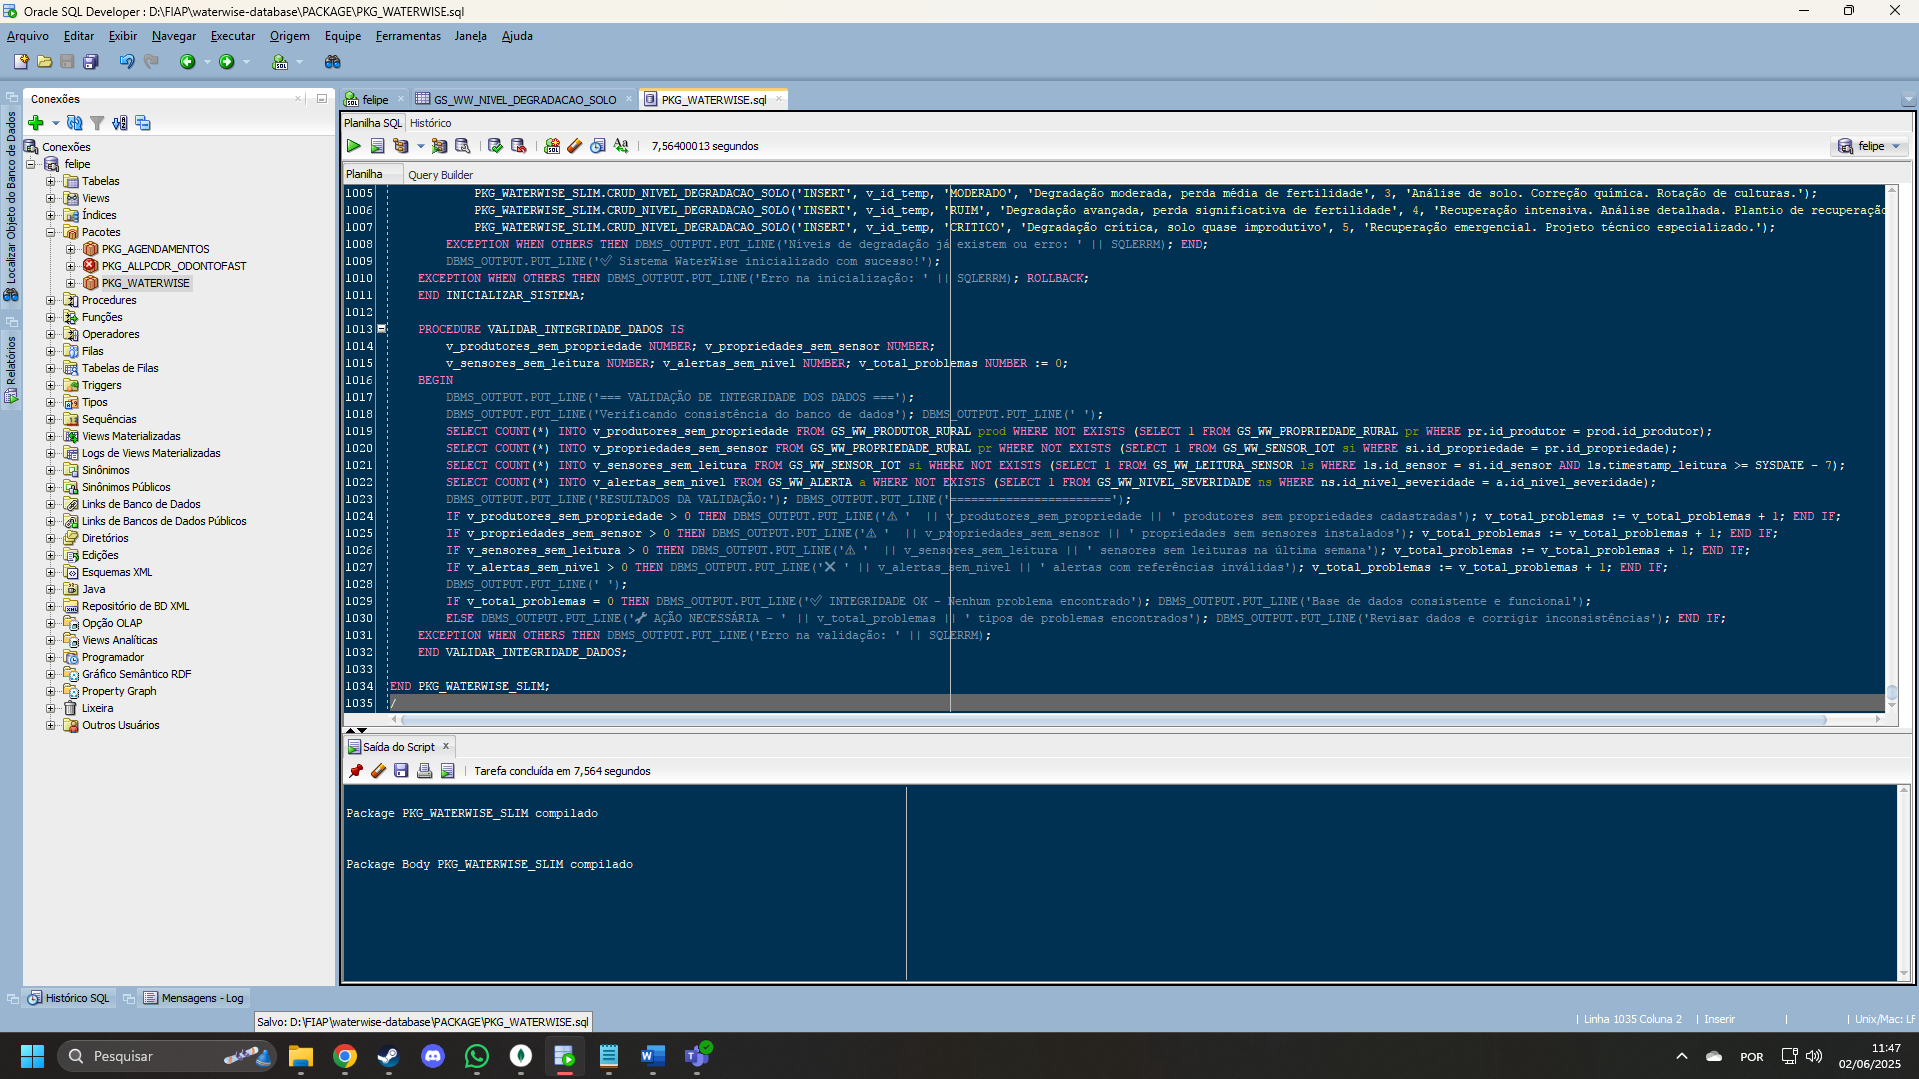 Oracle SQL Developer : D:\FIAP\waterwise-database\PACKAGE\PKG_WATERWISE.sql
Arquivo Editar Exibir Navegar Executar Origem Equipe Ferramentas Janela Ajuda
Localizar Objeto do Banco de Dados
Relatórios
Conexões
Conexões
felipe
Tabelas
Views
Índices
Pacotes
PKG_AGENDAMENTOS
PKG_ALLPCDR_ODONTOFAST
PKG_WATERWISE
Procedures
Funções
Operadores
Filas
Tabelas de Filas
Triggers
Tipos
Sequências
Views Materializadas
Logs de Views Materializadas
Sinônimos
Sinônimos Públicos
Links de Banco de Dados
Links de Bancos de Dados Públicos
Diretórios
Edições
Esquemas XML
Java
Repositório de BD XML
Opção OLAP
Views Analíticas
Programador
Gráfico Semântico RDF
Property Graph
Lixeira
Outros Usuários
felipe GS_WW_NIVEL_DEGRADACAO_SOLO PKG_WATERWISE.sql
Planilha SQL Histórico
7,56400013 segundos
felipe
Planilha Query Builder
1005 PKG_WATERWISE_SLIM.CRUD_NIVEL_DEGRADACAO_SOLO('INSERT', v_id_temp, 'MODERADO', 'Degradação moderada, perda média de fertilidade', 3, 'Análise de solo. Correção química. Rotação de culturas.');
1006 PKG_WATERWISE_SLIM.CRUD_NIVEL_DEGRADACAO_SOLO('INSERT', v_id_temp, 'RUIM', 'Degradação avançada, perda significativa de fertilidade', 4, 'Recuperação intensiva. Análise detalhada. Plantio de recuperação
1007 PKG_WATERWISE_SLIM.CRUD_NIVEL_DEGRADACAO_SOLO('INSERT', v_id_temp, 'CRITICO', 'Degradação crítica, solo quase improdutivo', 5, 'Recuperação emergencial. Projeto técnico especializado.');
1008 EXCEPTION WHEN OTHERS THEN DBMS_OUTPUT.PUT_LINE('Níveis de degradação já existem ou erro: ' || SQLERRM); END;
1009 DBMS_OUTPUT.PUT_LINE('✅ Sistema WaterWise inicializado com sucesso!');
1010 EXCEPTION WHEN OTHERS THEN DBMS_OUTPUT.PUT_LINE('Erro na inicialização: ' || SQLERRM); ROLLBACK;
1011 END INICIALIZAR_SISTEMA;
1012
1013 PROCEDURE VALIDAR_INTEGRIDADE_DADOS IS
1014 v_produtores_sem_propriedade NUMBER; v_propriedades_sem_sensor NUMBER;
1015 v_sensores_sem_leitura NUMBER; v_alertas_sem_nivel NUMBER; v_total_problemas NUMBER := 0;
1016 BEGIN
1017 DBMS_OUTPUT.PUT_LINE('=== VALIDAÇÃO DE INTEGRIDADE DOS DADOS ===');
1018 DBMS_OUTPUT.PUT_LINE('Verificando consistência do banco de dados'); DBMS_OUTPUT.PUT_LINE(' ');
1019 SELECT COUNT(*) INTO v_produtores_sem_propriedade FROM GS_WW_PRODUTOR_RURAL prod WHERE NOT EXISTS (SELECT 1 FROM GS_WW_PROPRIEDADE_RURAL pr WHERE pr.id_produtor = prod.id_produtor);
1020 SELECT COUNT(*) INTO v_propriedades_sem_sensor FROM GS_WW_PROPRIEDADE_RURAL pr WHERE NOT EXISTS (SELECT 1 FROM GS_WW_SENSOR_IOT si WHERE si.id_propriedade = pr.id_propriedade);
1021 SELECT COUNT(*) INTO v_sensores_sem_leitura FROM GS_WW_SENSOR_IOT si WHERE NOT EXISTS (SELECT 1 FROM GS_WW_LEITURA_SENSOR ls WHERE ls.id_sensor = si.id_sensor AND ls.timestamp_leitura >= SYSDATE - 7);
1022 SELECT COUNT(*) INTO v_alertas_sem_nivel FROM GS_WW_ALERTA a WHERE NOT EXISTS (SELECT 1 FROM GS_WW_NIVEL_SEVERIDADE ns WHERE ns.id_nivel_severidade = a.id_nivel_severidade);
1023 DBMS_OUTPUT.PUT_LINE('RESULTADOS DA VALIDAÇÃO:'); DBMS_OUTPUT.PUT_LINE('=======================');
1024 IF v_produtores_sem_propriedade > 0 THEN DBMS_OUTPUT.PUT_LINE('⚠ ' || v_produtores_sem_propriedade || ' produtores sem propriedades cadastradas'); v_total_problemas := v_total_problemas + 1; END IF;
1025 IF v_propriedades_sem_sensor > 0 THEN DBMS_OUTPUT.PUT_LINE('⚠ ' || v_propriedades_sem_sensor || ' propriedades sem sensores instalados'); v_total_problemas := v_total_problemas + 1; END IF;
1026 IF v_sensores_sem_leitura > 0 THEN DBMS_OUTPUT.PUT_LINE('⚠ ' || v_sensores_sem_leitura || ' sensores sem leituras na última semana'); v_total_problemas := v_total_problemas + 1; END IF;
1027 IF v_alertas_sem_nivel > 0 THEN DBMS_OUTPUT.PUT_LINE('❌ ' || v_alertas_sem_nivel || ' alertas com referências inválidas'); v_total_problemas := v_total_problemas + 1; END IF;
1028 DBMS_OUTPUT.PUT_LINE(' ');
1029 IF v_total_problemas = 0 THEN DBMS_OUTPUT.PUT_LINE('✅ INTEGRIDADE OK - Nenhum problema encontrado'); DBMS_OUTPUT.PUT_LINE('Base de dados consistente e funcional');
1030 ELSE DBMS_OUTPUT.PUT_LINE('🔧 AÇÃO NECESSÁRIA - ' || v_total_problemas || ' tipos de problemas encontrados'); DBMS_OUTPUT.PUT_LINE('Revisar dados e corrigir inconsistências'); END IF;
1031 EXCEPTION WHEN OTHERS THEN DBMS_OUTPUT.PUT_LINE('Erro na validação: ' || SQLERRM);
1032 END VALIDAR_INTEGRIDADE_DADOS;
1033
1034 END PKG_WATERWISE_SLIM;
1035 /
Saída do Script
Tarefa concluída em 7,564 segundos
Package PKG_WATERWISE_SLIM compilado
Package Body PKG_WATERWISE_SLIM compilado
Histórico SQL Mensagens - Log
Salvo: D:\FIAP\waterwise-database\PACKAGE\PKG_WATERWISE.sql
Linha 1035 Coluna 2 Inserir Unix/Mac: LF
Pesquisar
POR
11:47
02/06/2025